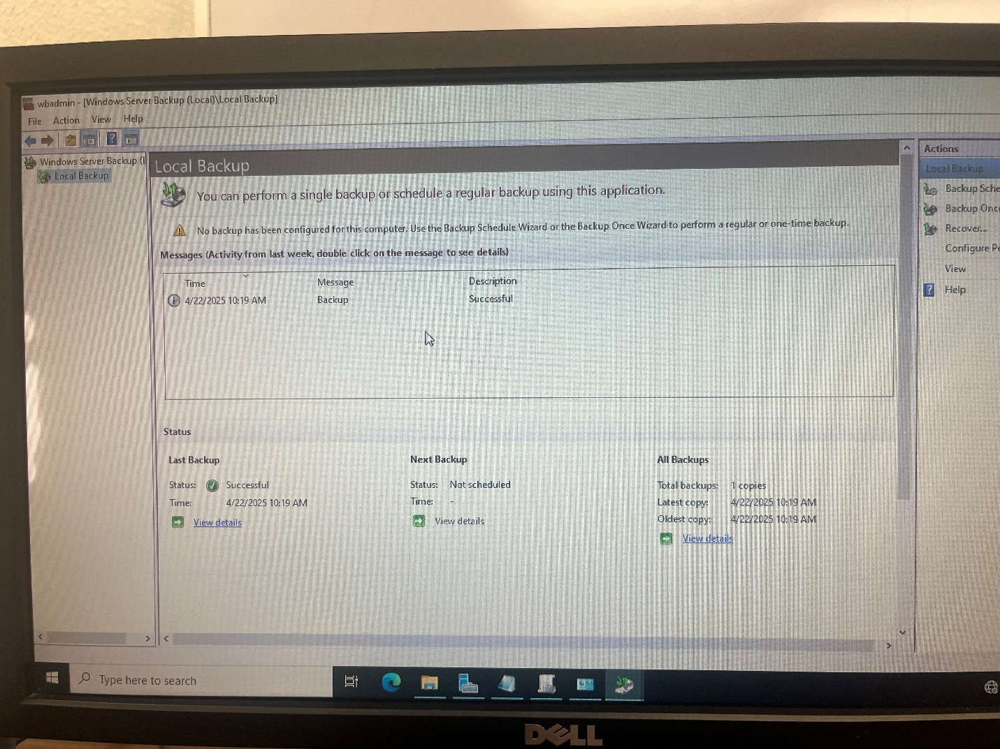 wbadmin - [Windows Server Backup (Local)\Local Backup]
File Action View Help
Windows Server Backup (l
Local Backup
Local Backup
You can perform a single backup or schedule a regular backup using this application.
No backup has been configured for this computer. Use the Backup Schedule Wizard or the Backup Once Wizard to perform a regular or one-time backup.
Messages (Activity from last week, double click on the message to see details)
Time Message Description
4/22/2025 10:19 AM Backup Successful
Status
Last Backup
Status: Successful
Time: 4/22/2025 10:19 AM
View details
Next Backup
Status: Not scheduled
Time: -
View details
All Backups
Total backups: 1 copies
Latest copy: 4/22/2025 10:19 AM
Oldest copy: 4/22/2025 10:19 AM
View details
Actions
Local Backup
Backup Sche
Backup Onc
Recover...
Configure Pe
View
Help
Type here to search
DELL